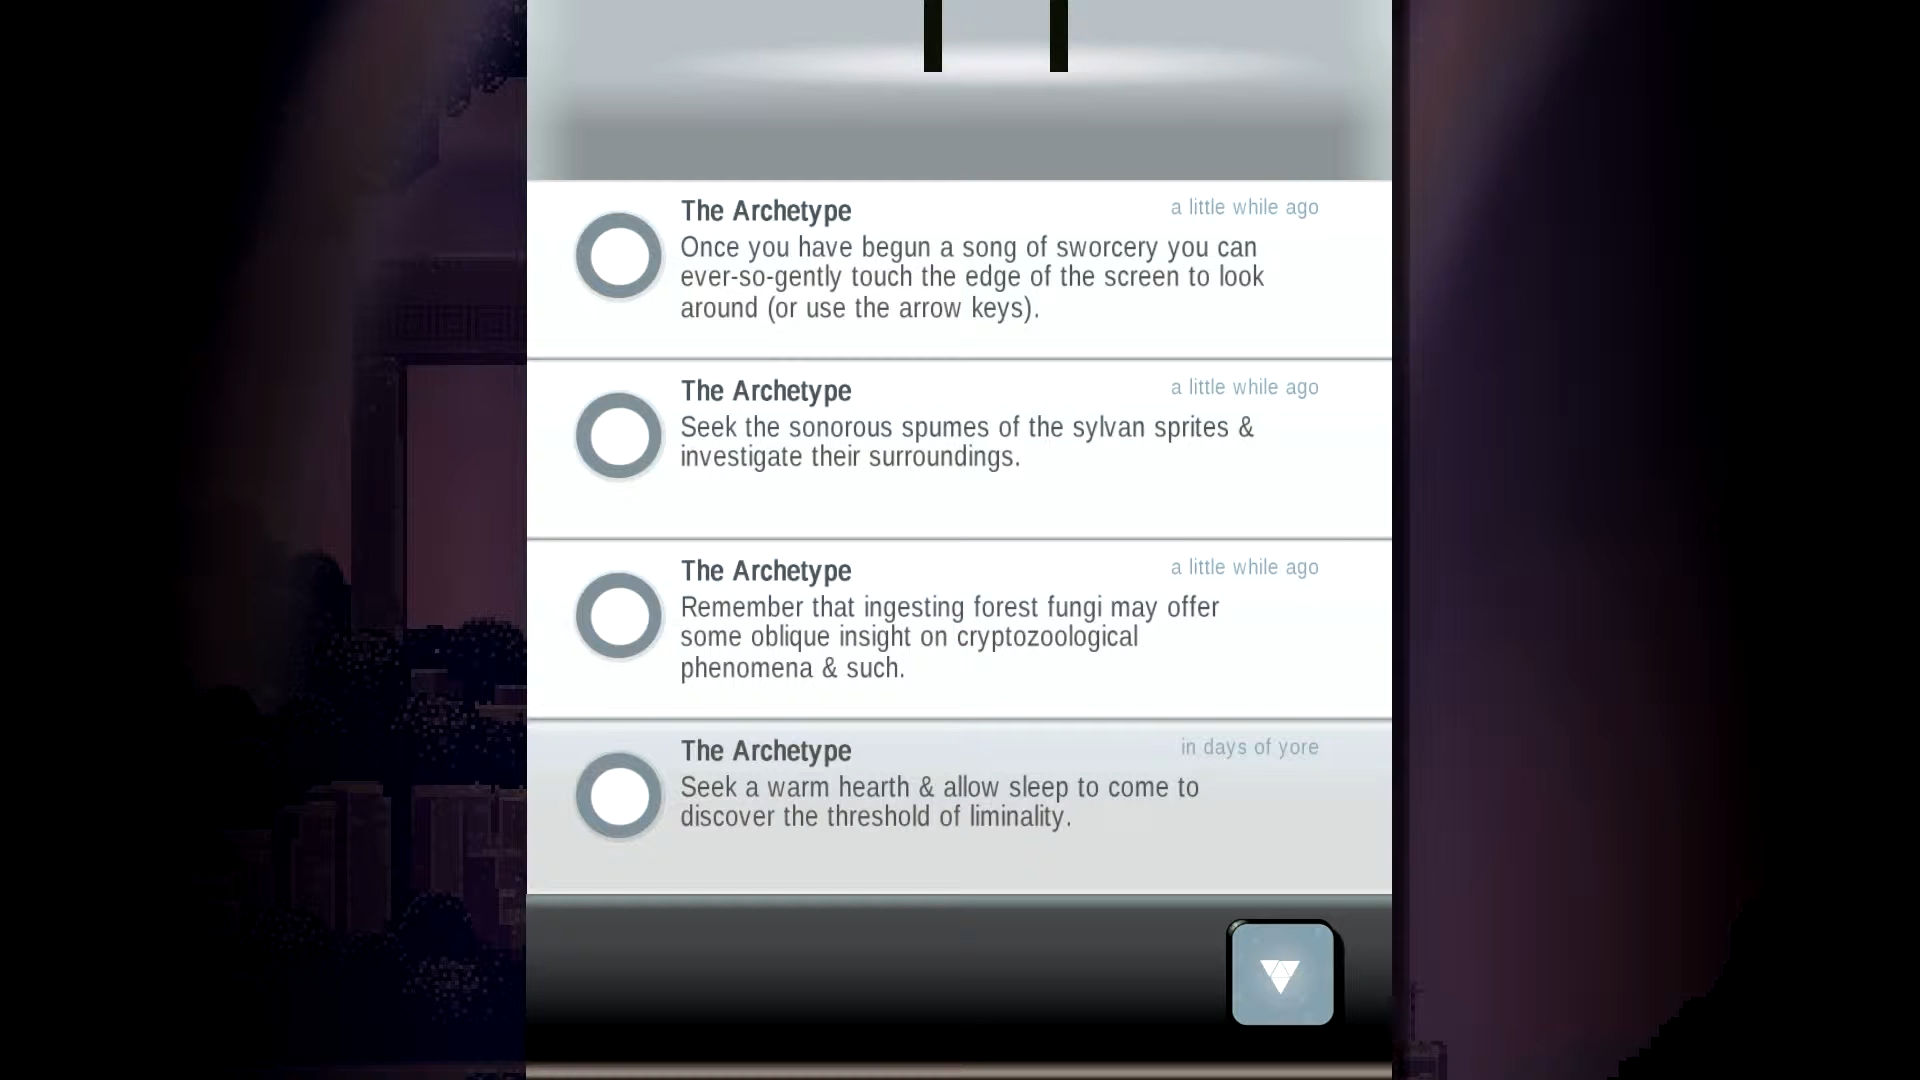 The Archetype
a little while ago
Once you have begun a song of sworcery you can
ever-so-gently touch the edge of the screen to look
around (or use the arrow keys).
The Archetype
a little while ago
Seek the sonorous spumes of the sylvan sprites &
investigate their surroundings.
The Archetype
a little while ago
Remember that ingesting forest fungi may offer
some oblique insight on cryptozoological
phenomena & such.
The Archetype
in days of yore
Seek a warm hearth & allow sleep to come to
discover the threshold of liminality.